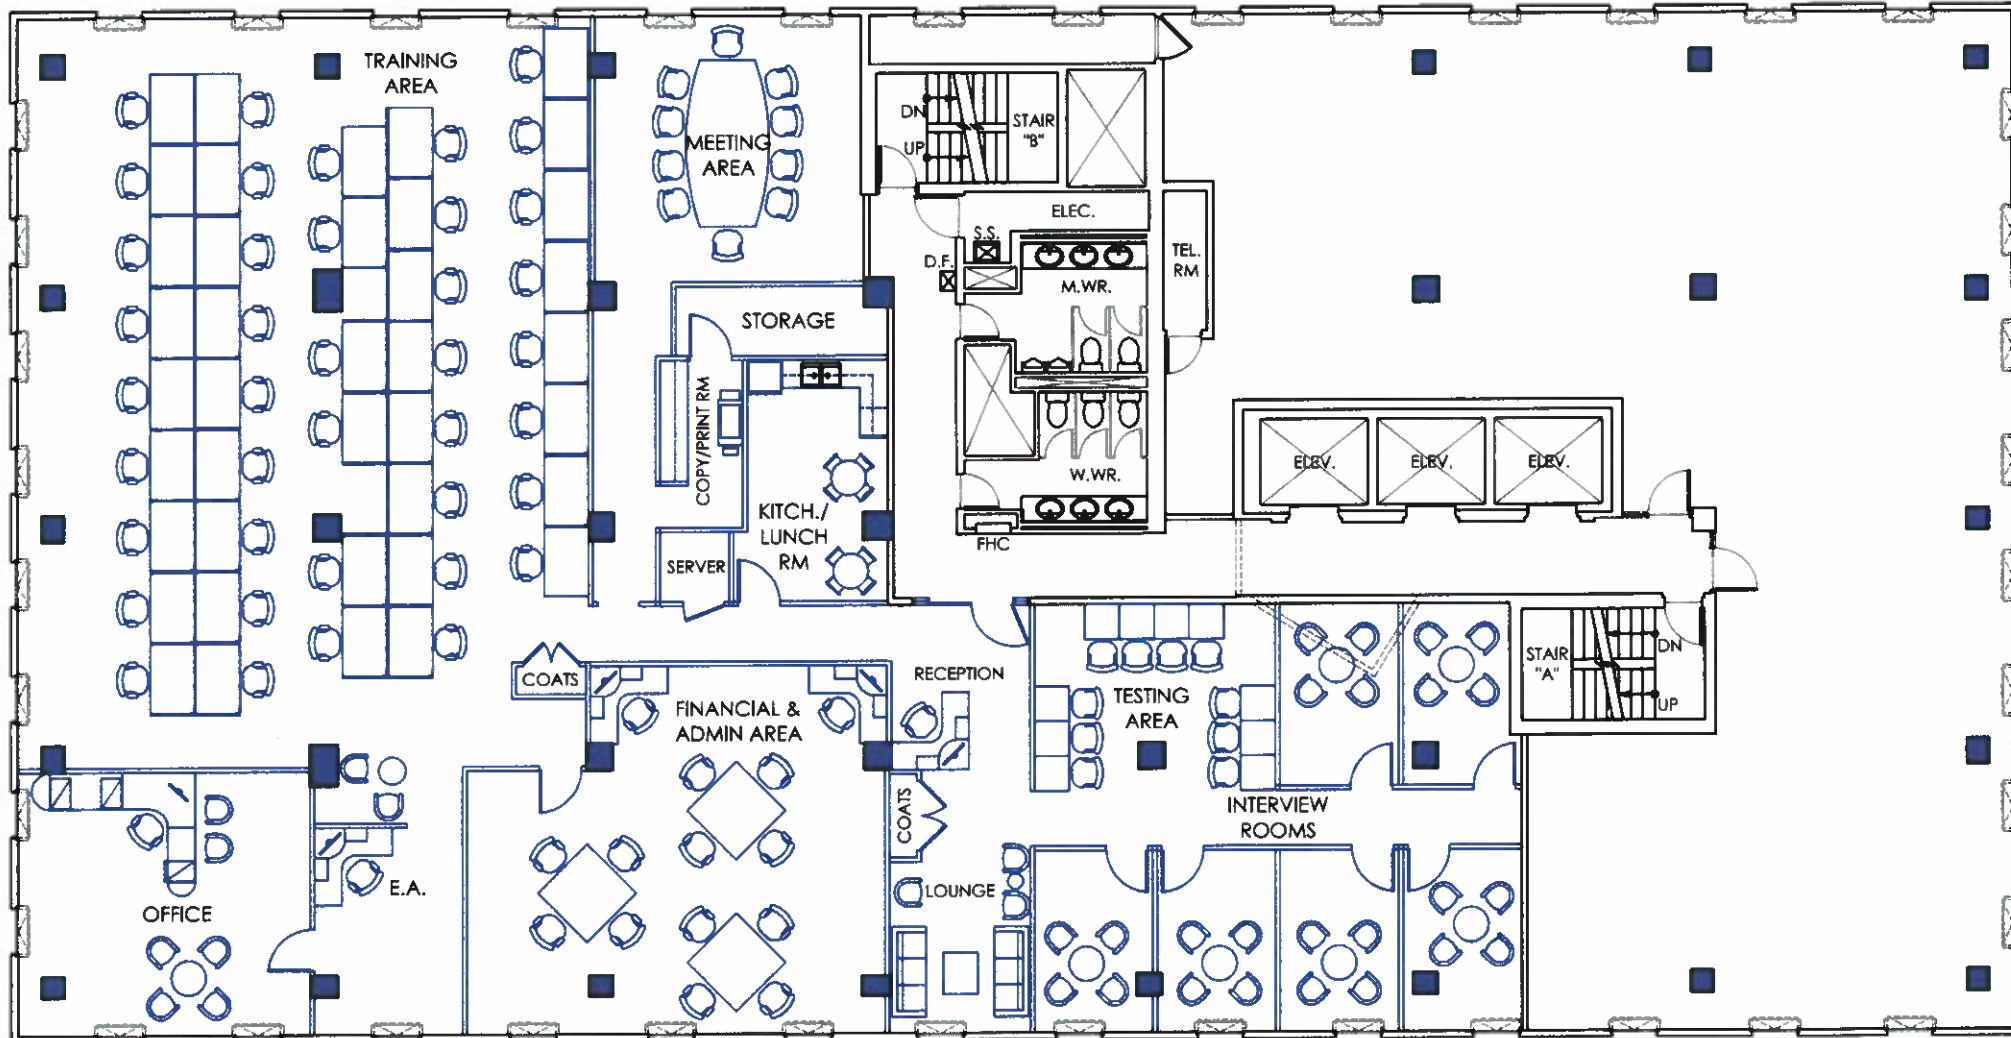 TRAINING
AREA
MEETING
AREA
DN
UP
STAIR
"B"
ELEC.
S.S.
D.F.
M.WR.
TEL.
RM
STORAGE
COPY/PRINT RM
KITCH./
LUNCH
RM
SERVER
W.WR.
FHC
ELEV.
ELEV.
ELEV.
COATS
FINANCIAL &
ADMIN AREA
RECEPTION
TESTING
AREA
STAIR
"A"
DN
UP
COATS
INTERVIEW
ROOMS
LOUNGE
E.A.
OFFICE